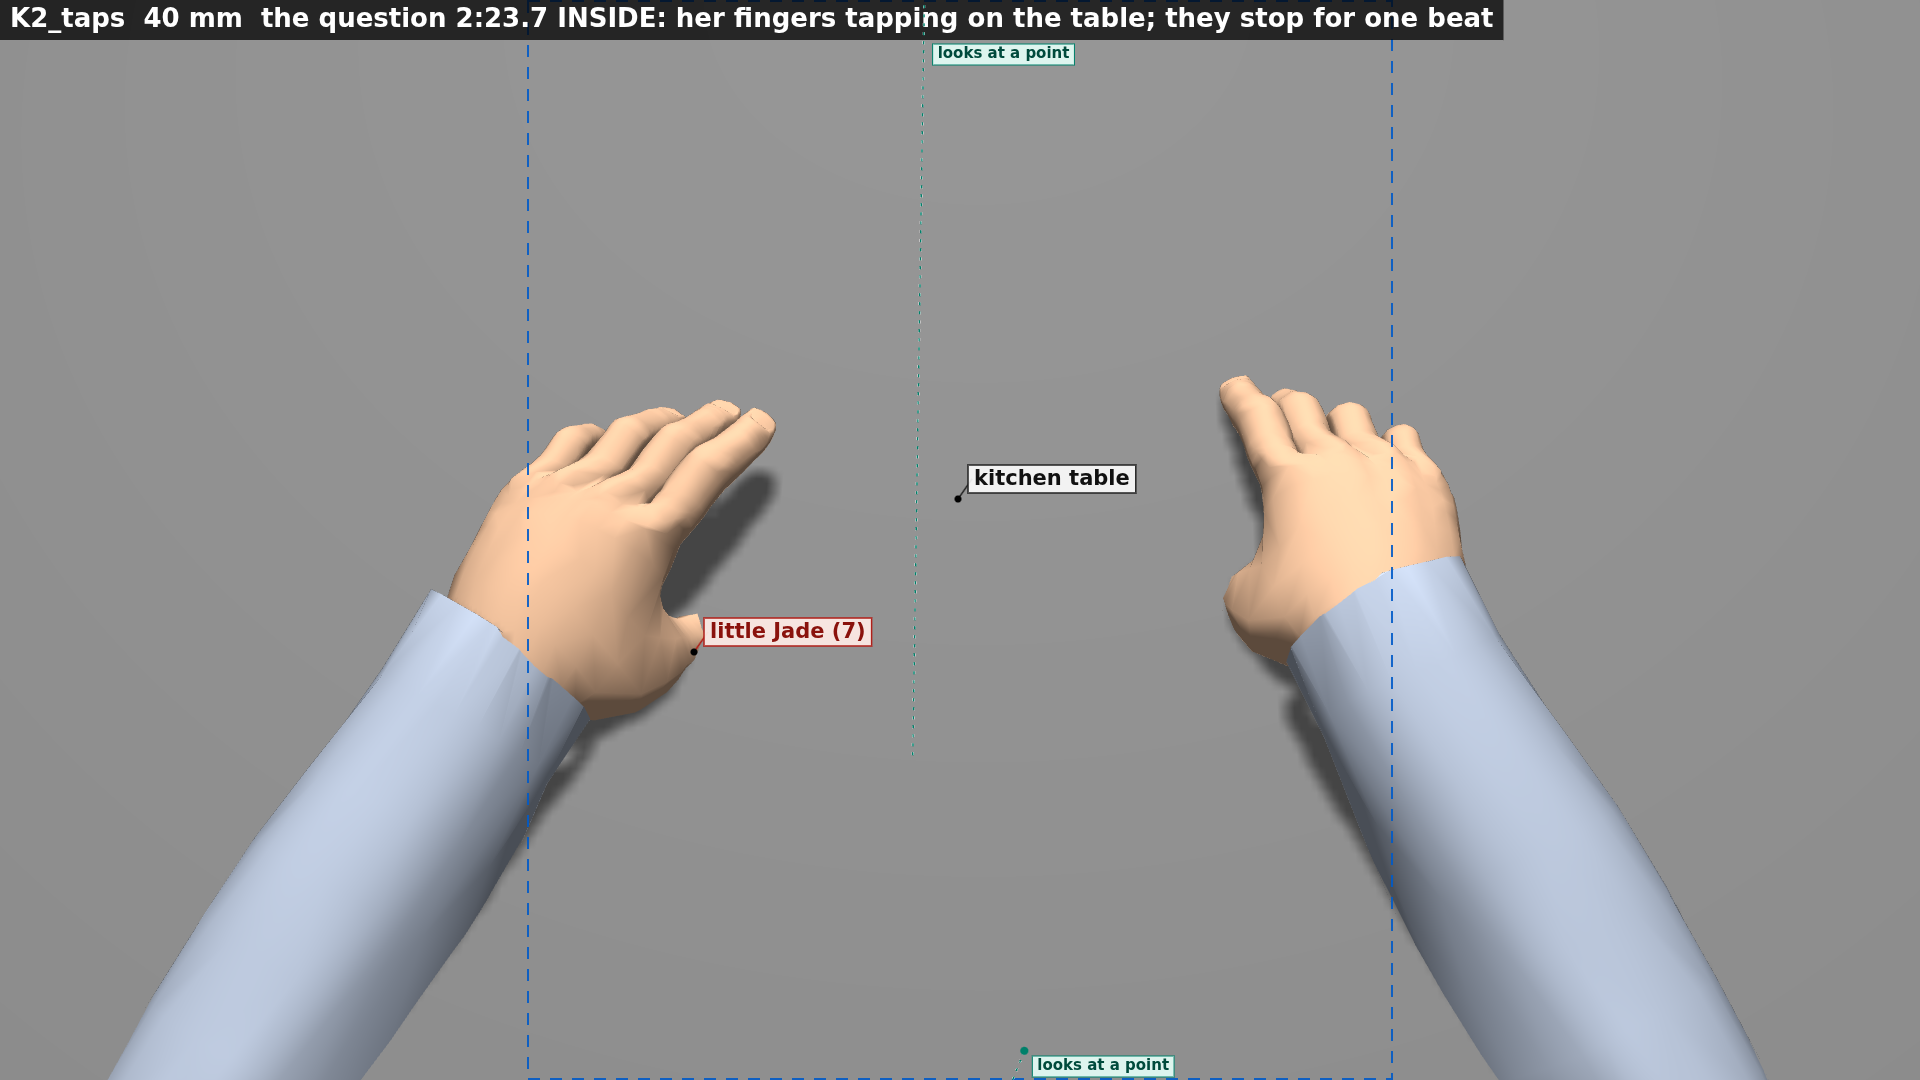 K2_taps  40 mm  the question 2:23.7 INSIDE: her fingers tapping on the table; they stop for one beat
looks at a point
kitchen table
little Jade (7)
looks at a point